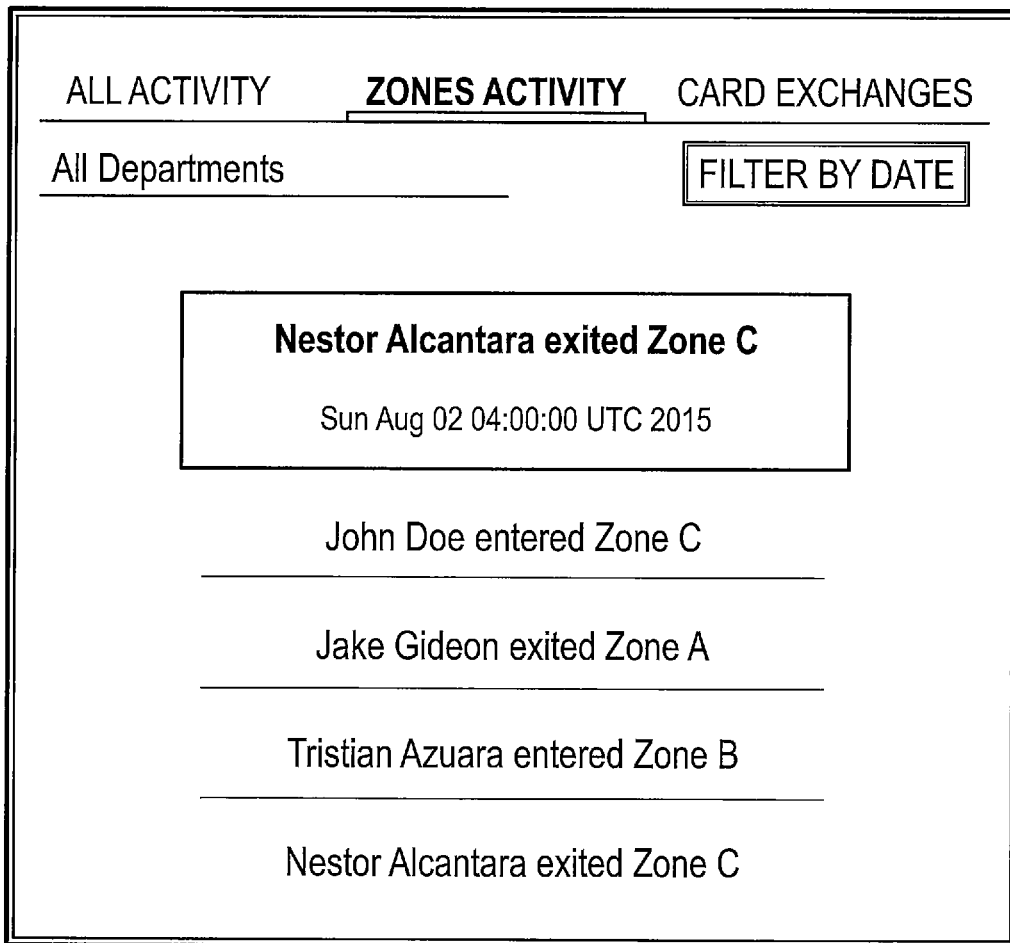 ALL ACTIVITY ZONES ACTIVITY CARD EXCHANGES
All Departments FILTER BY DATE
Nestor Alcantara exited Zone C
Sun Aug 02 04:00:00 UTC 2015
John Doe entered Zone C
Jake Gideon exited Zone A
Tristian Azuara entered Zone B
Nestor Alcantara exited Zone C